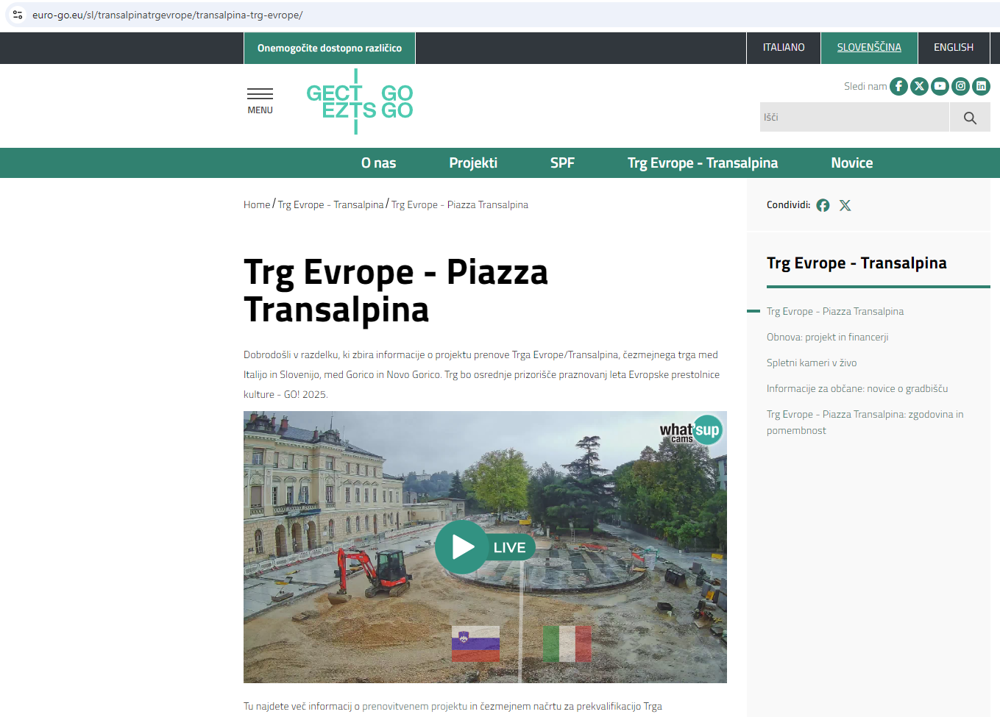 euro-go.eu/sl/transalpinatrgevrope/transalpina-trg-evrope/
Onemogočite dostopno različico
ITALIANO
SLOVENŠČINA
ENGLISH
MENU
GECT GO
EZTS GO
Sledi nam
Išči
O nas
Projekti
SPF
Trg Evrope - Transalpina
Novice
Home / Trg Evrope - Transalpina / Trg Evrope - Piazza Transalpina
Trg Evrope - Piazza
Transalpina
Dobrodošli v razdelku, ki zbira informacije o projektu prenove Trga Evrope/Transalpina, čezmejnega trga med
Italijo in Slovenijo, med Gorico in Novo Gorico. Trg bo osrednje prizorišče praznovanj leta Evropske prestolnice
kulture - GO! 2025.
what'sup
cams
LIVE
Tu najdete več informacij o prenovitvenem projektu in čezmejnem načrtu za prekvalifikacijo Trga
Condividi:
Trg Evrope - Transalpina
Trg Evrope - Piazza Transalpina
Obnova: projekt in financerji
Spletni kameri v živo
Informacije za občane: novice o gradbišču
Trg Evrope - Piazza Transalpina: zgodovina in
pomembnost